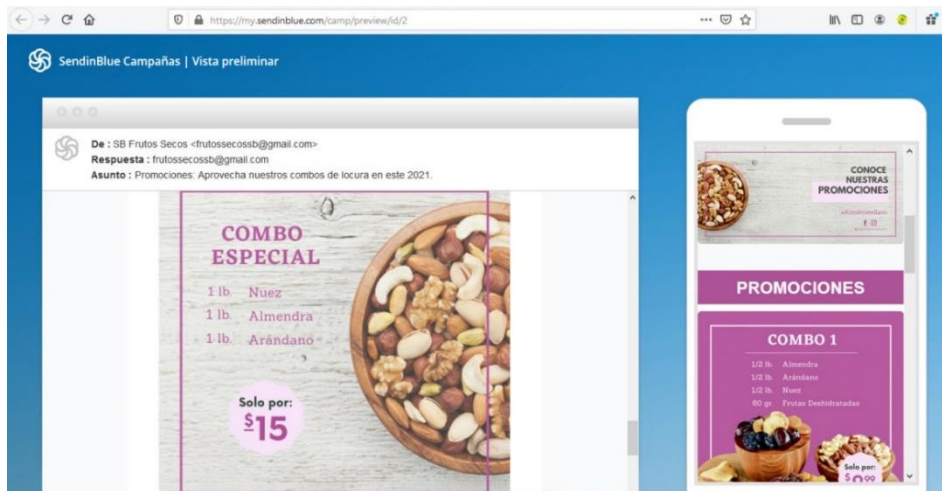 https://my.sendinblue.com/camp/preview/id/2
SendinBlue Campañas | Vista preliminar
De : SB Frutos Secos <frutossecossb@gmail.com>
Respuesta : frutossecossb@gmail.com
Asunto : Promociones: Aprovecha nuestros combos de locura en este 2021.
COMBO
ESPECIAL
1 lb. Nuez
1 lb. Almendra
1 lb. Arándano
Solo por:
$15
CONOCE
NUESTRAS
PROMOCIONES
PROMOCIONES
COMBO 1
1/2 lb. Almendra
1/2 lb. Arándano
1/2 lb. Nuez
60 gr Frutas Deshidratadas
Solo por: